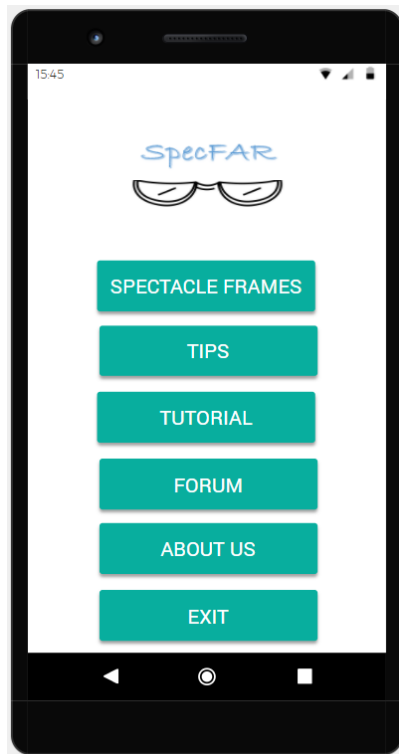 15:45
SpecFAR
SPECTACLE FRAMES
TIPS
TUTORIAL
FORUM
ABOUT US
EXIT